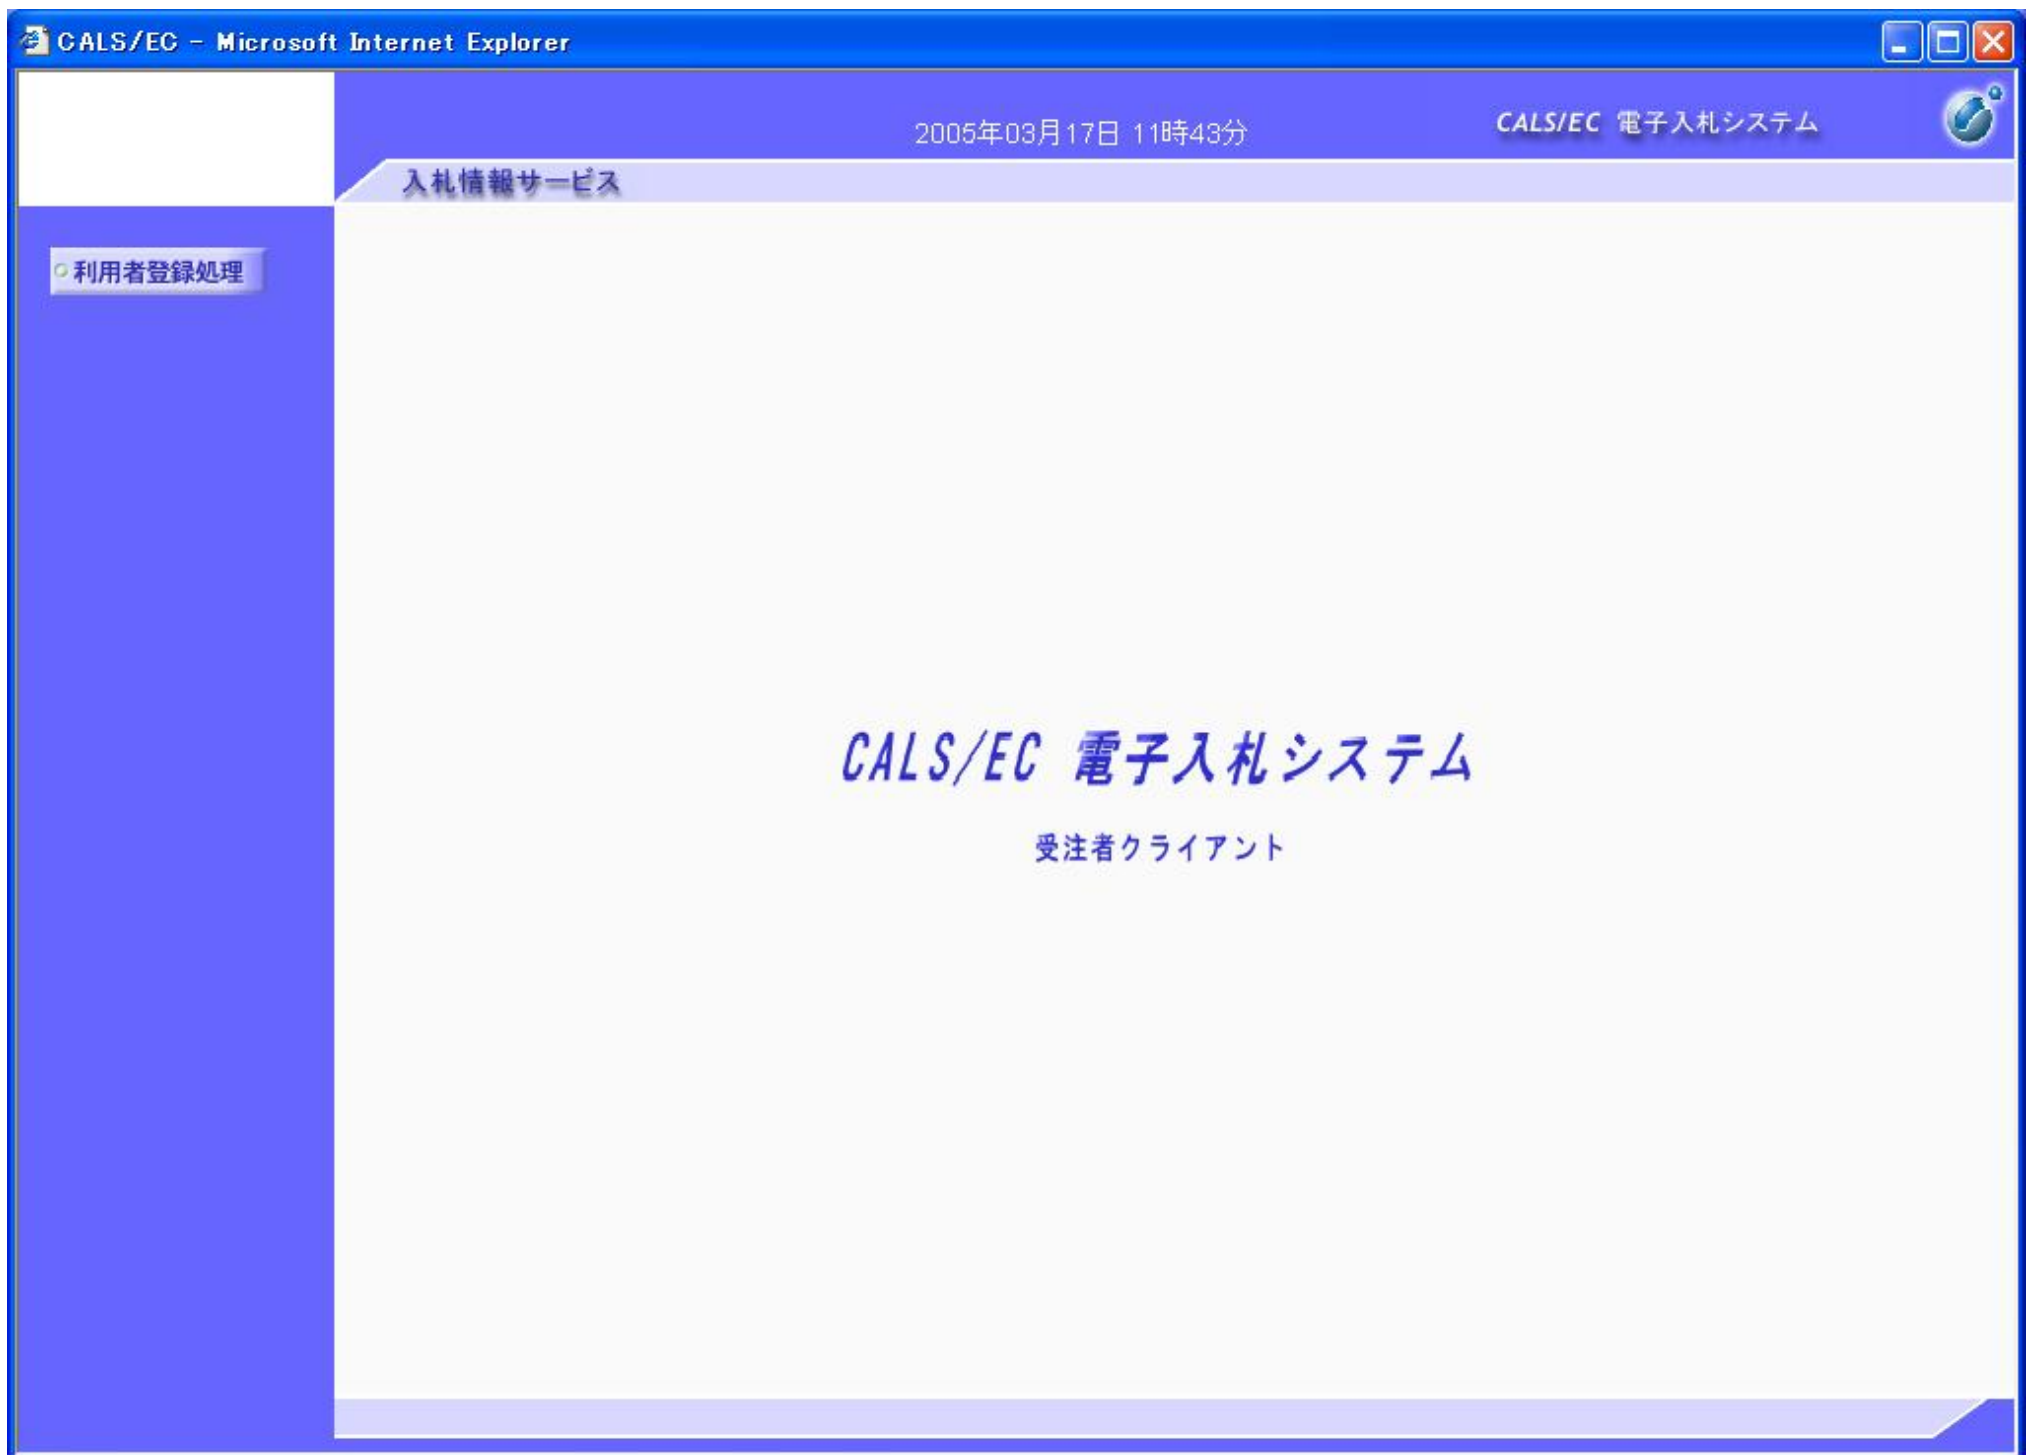 CALS/EC - Microsoft Internet Explorer
2005年03月17日 11時43分
CALS/EC 電子入札システム
入札情報サービス
利用者登録処理
CALS/EC 電子入札システム
受注者クライアント